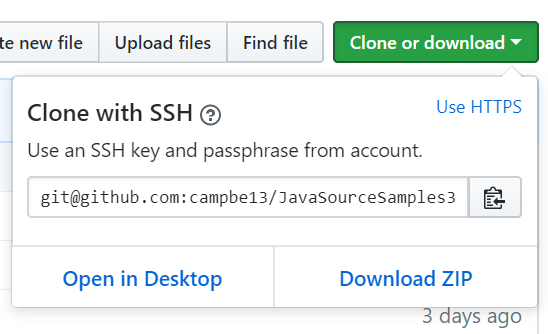 te new file
Upload files
Find file
Clone or download
Clone with SSH ?
Use HTTPS
Use an SSH key and passphrase from account.
git@github.com:campbe13/JavaSourceSamples3
Open in Desktop
Download ZIP
3 days ago